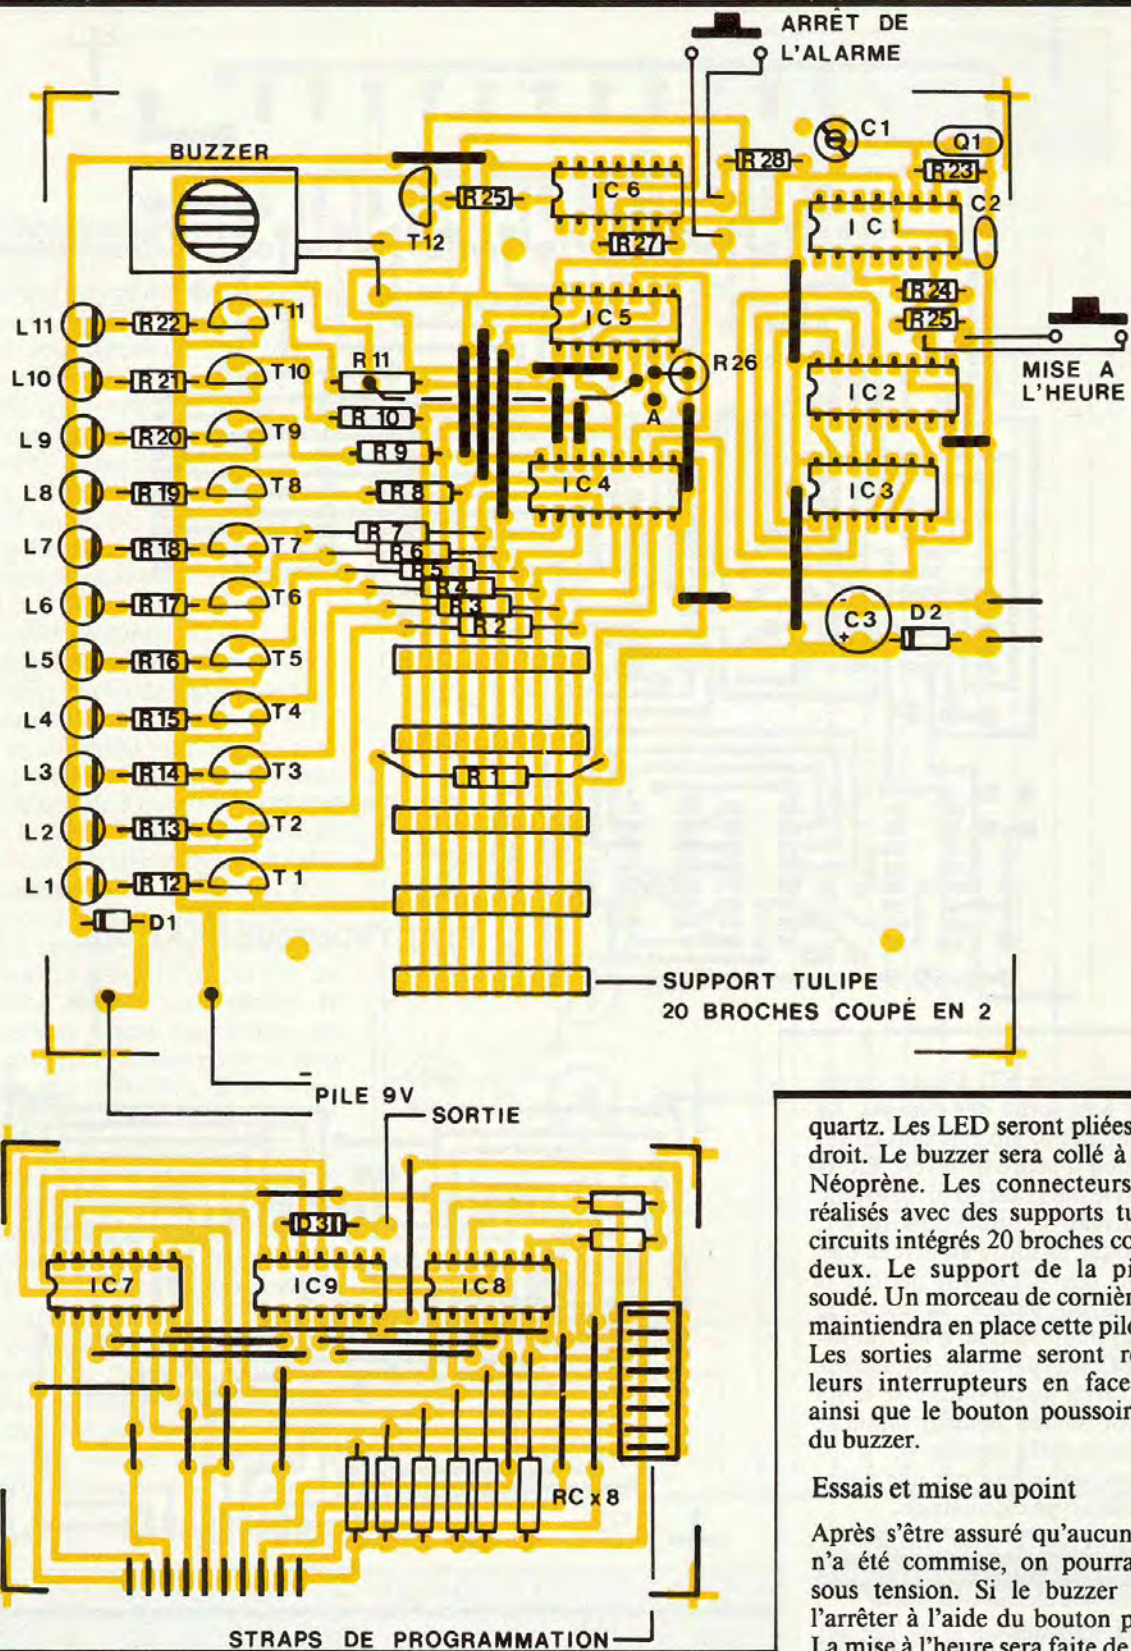 ARRÊT DE
L'ALARME
BUZZER
T12
R25
IC6
R27
R28
C1
Q1
R23
C2
IC1
R24
R25
MISE A
L'HEURE
L11 R22 T11
L10 R21 T10
L9 R20 T9
L8 R19 T8
L7 R18 T7
L6 R17 T6
L5 R16 T5
L4 R15 T4
L3 R14 T3
L2 R13 T2
L1 R12 T1
D1
R11
R10
R9
R8
R7
R6
R5
R4
R3
R2
R1
IC5
R26
A
IC4
IC2
IC3
-
C3
+
D2
SUPPORT TULIPE
20 BROCHES COUPÉ EN 2
-
PILE 9V
SORTIE
D3
IC7
IC9
IC8
RC x 8
STRAPS DE PROGRAMMATION
quartz. Les LED seront pliées
droit. Le buzzer sera collé à
Néoprène. Les connecteurs
réalisés avec des supports tu
circuits intégrés 20 broches co
deux. Le support de la pi
soudé. Un morceau de cornièr
maintiendra en place cette pile
Les sorties alarme seront r
leurs interrupteurs en face
ainsi que le bouton poussoir
du buzzer.
Essais et mise au point
Après s'être assuré qu'aucun
n'a été commise, on pourra
sous tension. Si le buzzer
l'arrêter à l'aide du bouton p
La mise à l'heure sera faite de